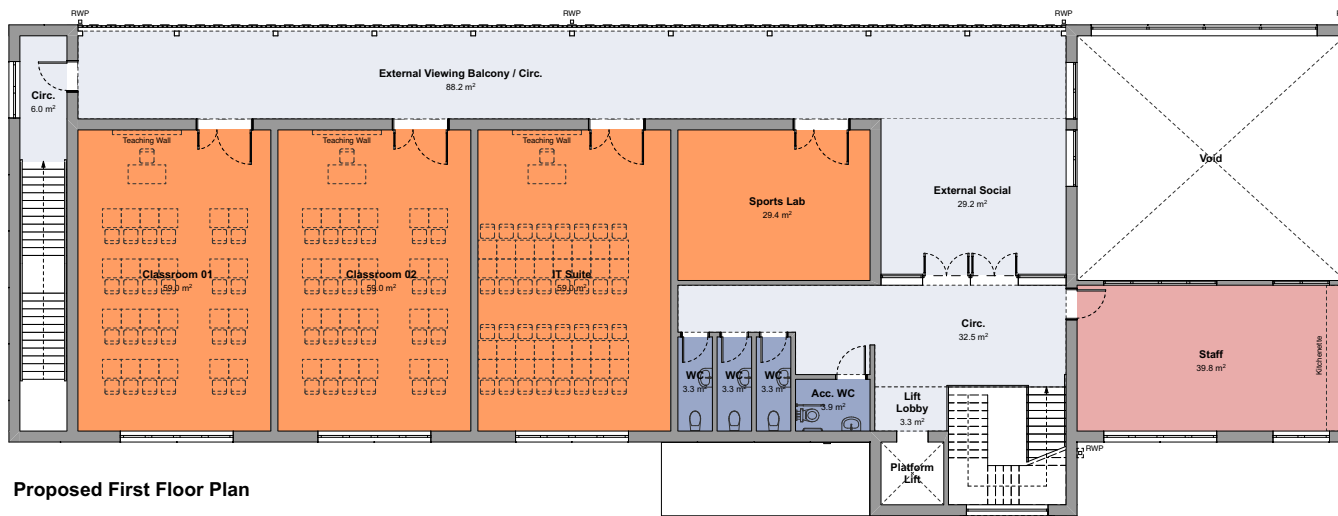 RWP
RWP
RWP
External Viewing Balcony / Circ.
88.2 m²
Circ.
6.0 m²
Teaching Wall
Teaching Wall
Teaching Wall
Void
External Social
29.2 m²
Sports Lab
29.4 m²
Classroom 01
59.0 m²
Classroom 02
59.0 m²
IT Suite
59.0 m²
Circ.
32.5 m²
Staff
39.8 m²
Kitchenette
WC
3.3 m²
WC
3.3 m²
WC
3.3 m²
Acc. WC
3.9 m²
Lift
Lobby
3.3 m²
RWP
Platform
Lift
Proposed First Floor Plan